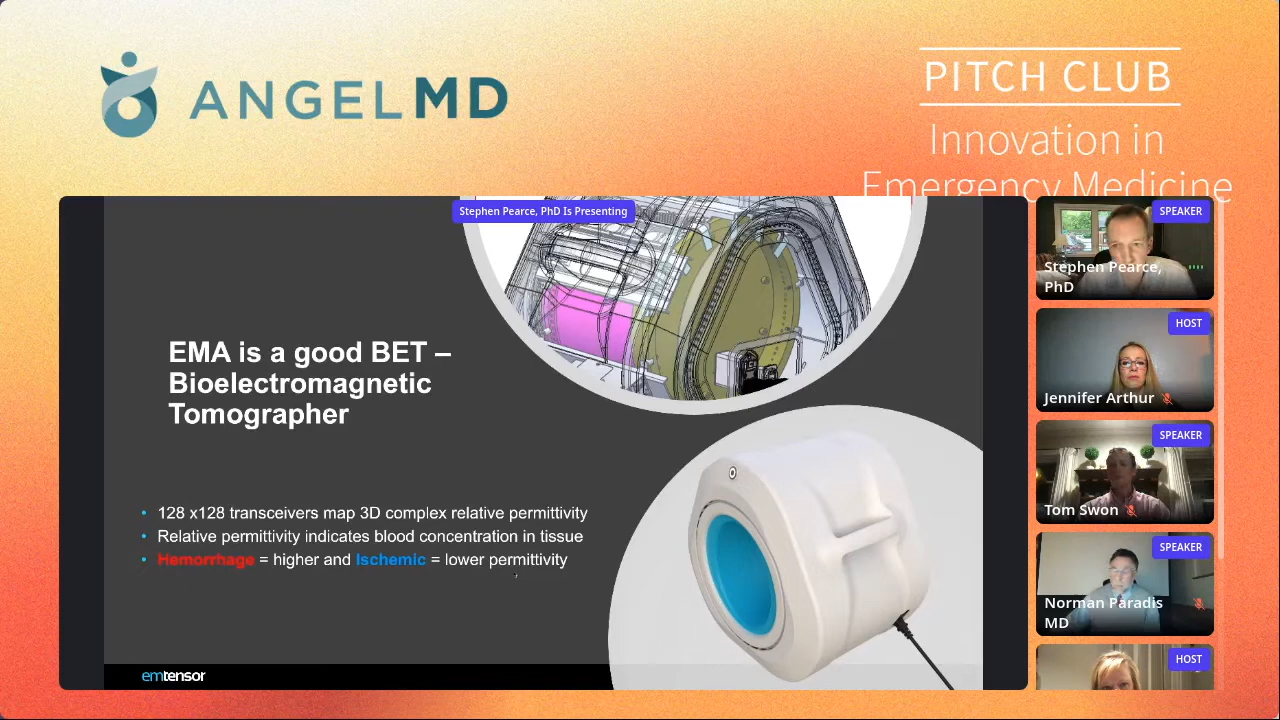 ANGELMD
PITCH CLUB
Innovation in
Emergency Medicine
Stephen Pearce, PhD Is Presenting
EMA is a good BET –
Bioelectromagnetic
Tomographer
• 128 x128 transceivers map 3D complex relative permittivity
• Relative permittivity indicates blood concentration in tissue
• Hemorrhage = higher and Ischemic = lower permittivity
emtensor
SPEAKER
Stephen Pearce,
PhD
HOST
Jennifer Arthur
SPEAKER
Tom Swon
SPEAKER
Norman Paradis
MD
HOST